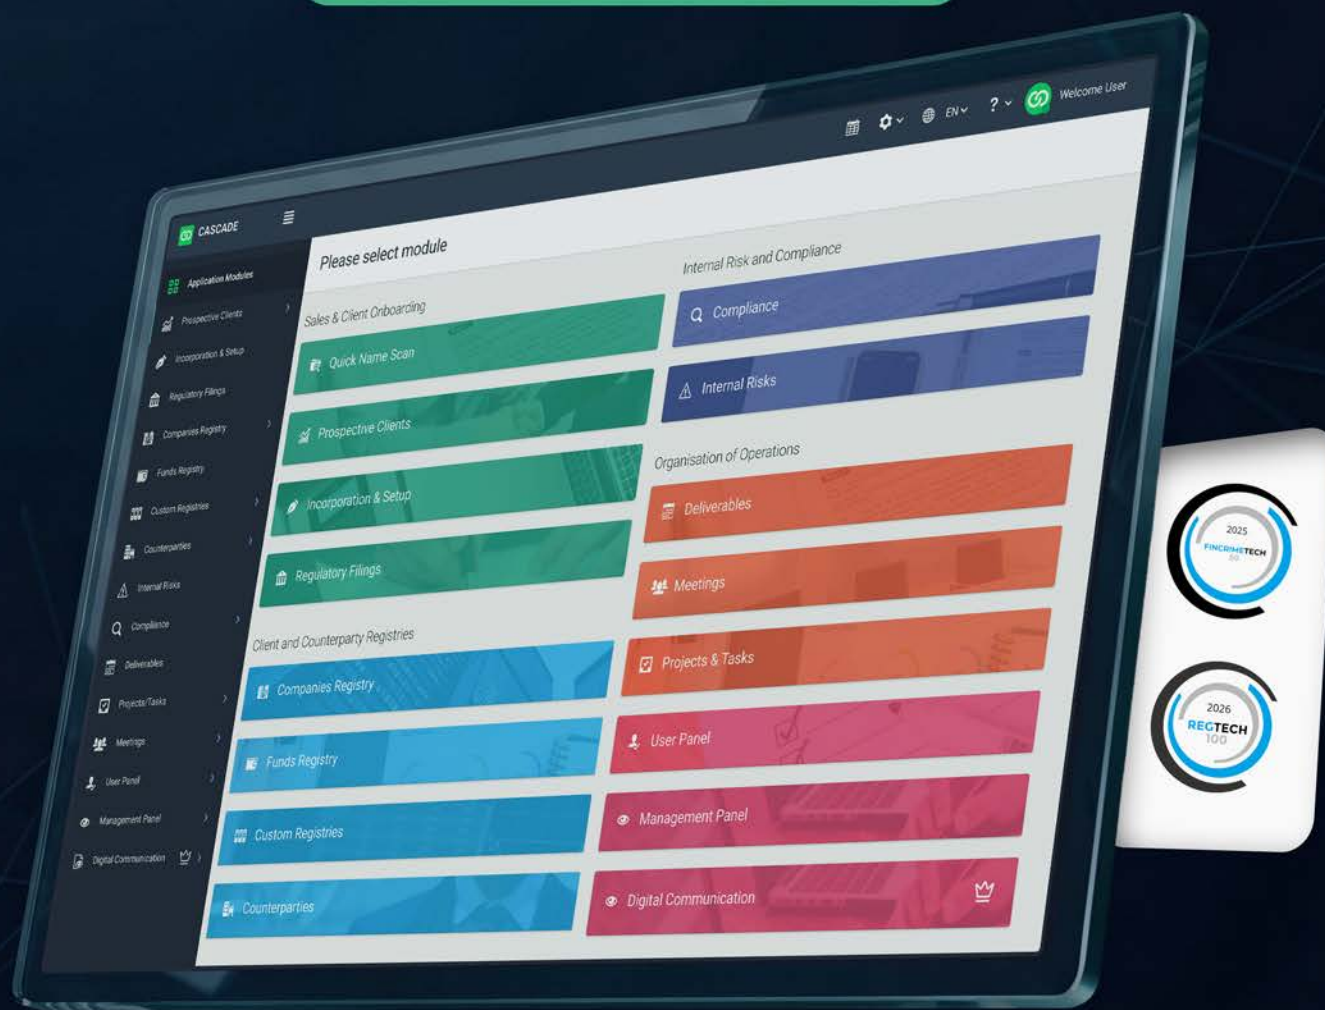 CASCADE
EN
?
Welcome User
Application Modules
Prospective Clients
Incorporation & Setup
Regulatory Filings
Companies Registry
Funds Registry
Custom Registries
Counterparties
Internal Risks
Compliance
Deliverables
Projects/Tasks
Meetings
User Panel
Management Panel
Digital Communication
Please select module
Sales & Client Onboarding
Quick Name Scan
Prospective Clients
Incorporation & Setup
Regulatory Filings
Client and Counterparty Registries
Companies Registry
Funds Registry
Custom Registries
Counterparties
Internal Risk and Compliance
Compliance
Internal Risks
Organisation of Operations
Deliverables
Meetings
Projects & Tasks
User Panel
Management Panel
Digital Communication
2025
FINCRIMETECH
50
2026
REGTECH
100